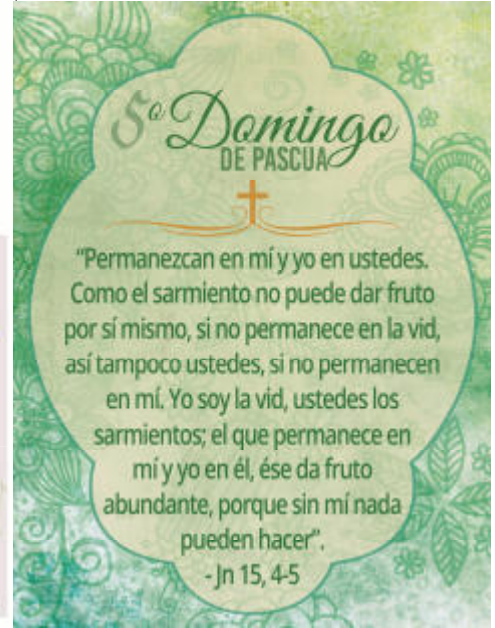 5º Domingo
DE PASCUA
“Permanezcan en mí y yo en ustedes.
Como el sarmiento no puede dar fruto
por sí mismo, si no permanece en la vid,
así tampoco ustedes, si no permanecen
en mí. Yo soy la vid, ustedes los
sarmientos; el que permanece en
mí y yo en él, ése da fruto
abundante, porque sin mí nada
pueden hacer”.
- Jn 15, 4-5